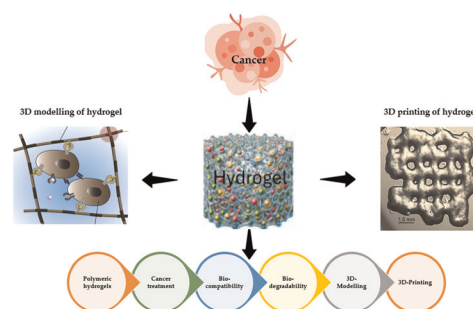 Cancer
3D modelling of hydrogel
3D printing of hydrogel
Hydrogel
1.5 mm
Polymeric
hydrogels
Cancer
treatment
Bio-
compatibility
Bio-
degradability
3D-
Modelling
3D-Printing